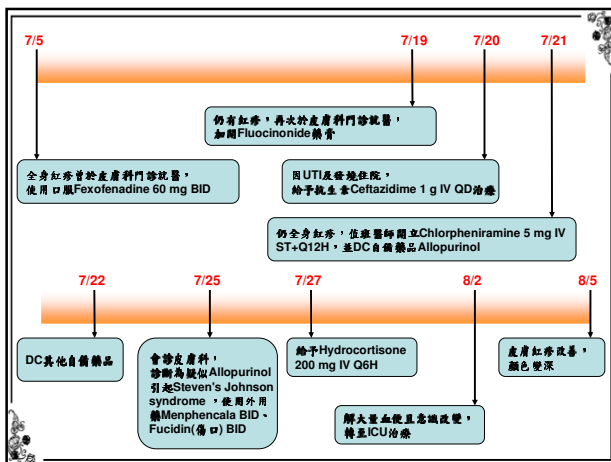 7/5
7/19
7/20
7/21
仍有紅疹，再次於皮膚科門診就醫，
加開Fluocinonide藥膏
全身紅疹曾於皮膚科門診就醫，
使用口服Fexofenadine 60 mg BID
因UTI及發燒住院，
給予抗生素Ceftazidime 1 g IV QD治療
仍全身紅疹，值班醫師開立Chlorpheniramine 5 mg IV
ST+Q12H，並DC自備藥品Allopurinol
7/22
7/25
7/27
8/2
8/5
DC其他自備藥品
會診皮膚科，
診斷為疑似Allopurinol
引起Steven's Johnson
syndrome ，使用外用
藥Menphencala BID、
Fucidin(傷口) BID
給予Hydrocortisone
200 mg IV Q6H
皮膚紅疹改善，
顏色變深
解大量血便且意識改變，
轉至ICU治療